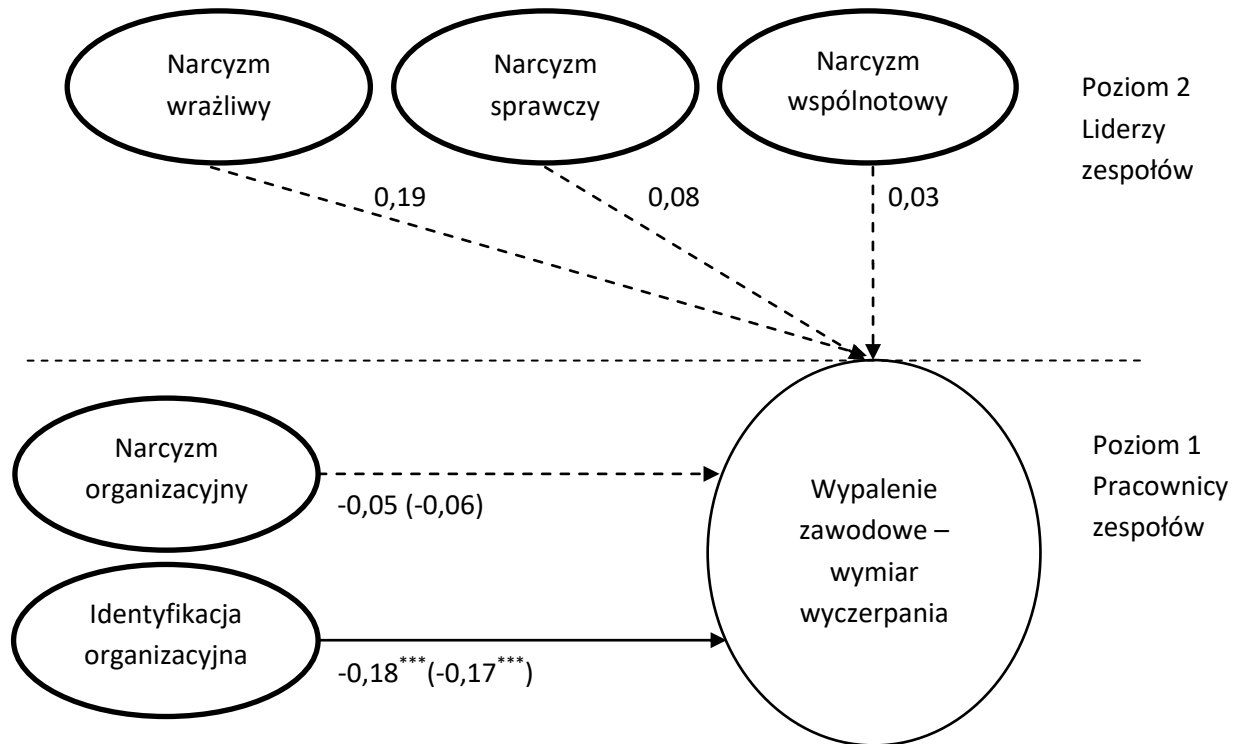 Narcyzm
wrażliwy
Narcyzm
sprawczy
Narcyzm
wspólnotowy
Poziom 2
Liderzy
zespołów
0,19
0,08
0,03
Narcyzm
organizacyjny
-0,05 (-0,06)
Identyfikacja
organizacyjna
-0,18***(-0,17***)
Wypalenie
zawodowe –
wymiar
wyczerpania
Poziom 1
Pracownicy
zespołów